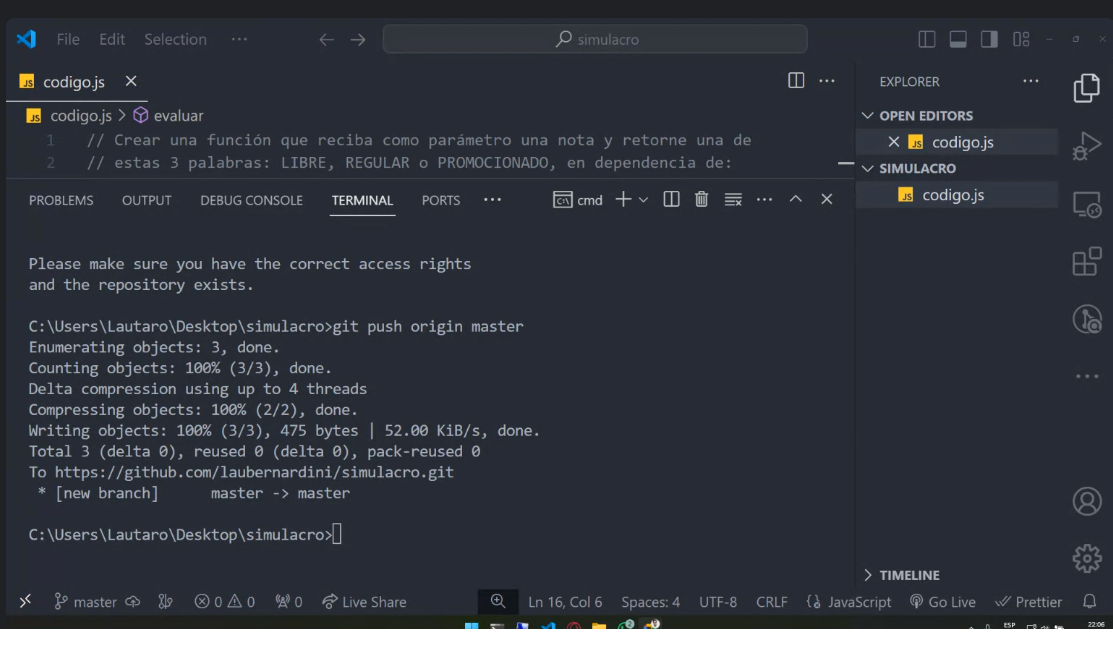 File Edit Selection ··· simulacro
codigo.js
codigo.js > evaluar
1 // Crear una función que reciba como parámetro una nota y retorne una de
2 // estas 3 palabras: LIBRE, REGULAR o PROMOCIONADO, en dependencia de:
PROBLEMS OUTPUT DEBUG CONSOLE TERMINAL PORTS ··· cmd
Please make sure you have the correct access rights
and the repository exists.
C:\Users\Lautaro\Desktop\simulacro>git push origin master
Enumerating objects: 3, done.
Counting objects: 100% (3/3), done.
Delta compression using up to 4 threads
Compressing objects: 100% (2/2), done.
Writing objects: 100% (3/3), 475 bytes | 52.00 KiB/s, done.
Total 3 (delta 0), reused 0 (delta 0), pack-reused 0
To https://github.com/laubernardini/simulacro.git
* [new branch] master -> master
C:\Users\Lautaro\Desktop\simulacro>
EXPLORER
OPEN EDITORS
JS codigo.js
SIMULACRO
JS codigo.js
TIMELINE
master 0 0 0 Live Share Ln 16, Col 6 Spaces: 4 UTF-8 CRLF JavaScript Go Live Prettier
ESP 22:06